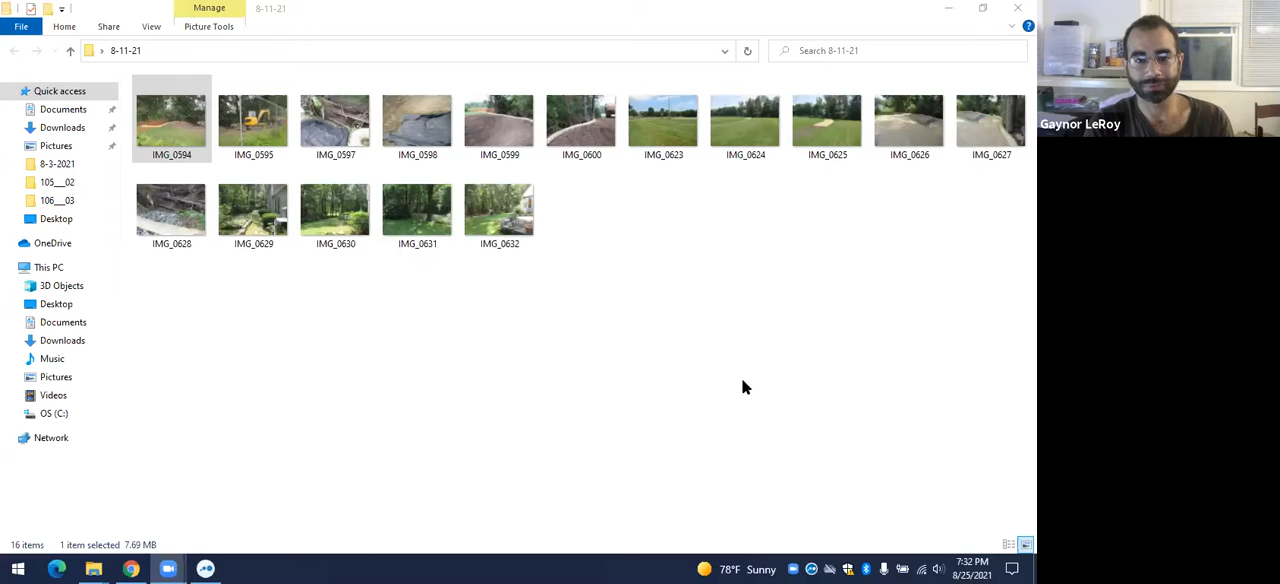 Manage
8-11-21
File
Home
Share
View
Picture Tools
8-11-21
Search 8-11-21
Quick access
Documents
Downloads
Pictures
8-3-2021
105__02
106__03
Desktop
OneDrive
This PC
3D Objects
Desktop
Documents
Downloads
Music
Pictures
Videos
OS (C:)
Network
IMG_0594
IMG_0595
IMG_0597
IMG_0598
IMG_0599
IMG_0600
IMG_0623
IMG_0624
IMG_0625
IMG_0626
IMG_0627
IMG_0628
IMG_0629
IMG_0630
IMG_0631
IMG_0632
16 items
1 item selected 7.69 MB
Gaynor LeRoy
78°F Sunny
7:32 PM
8/25/2021